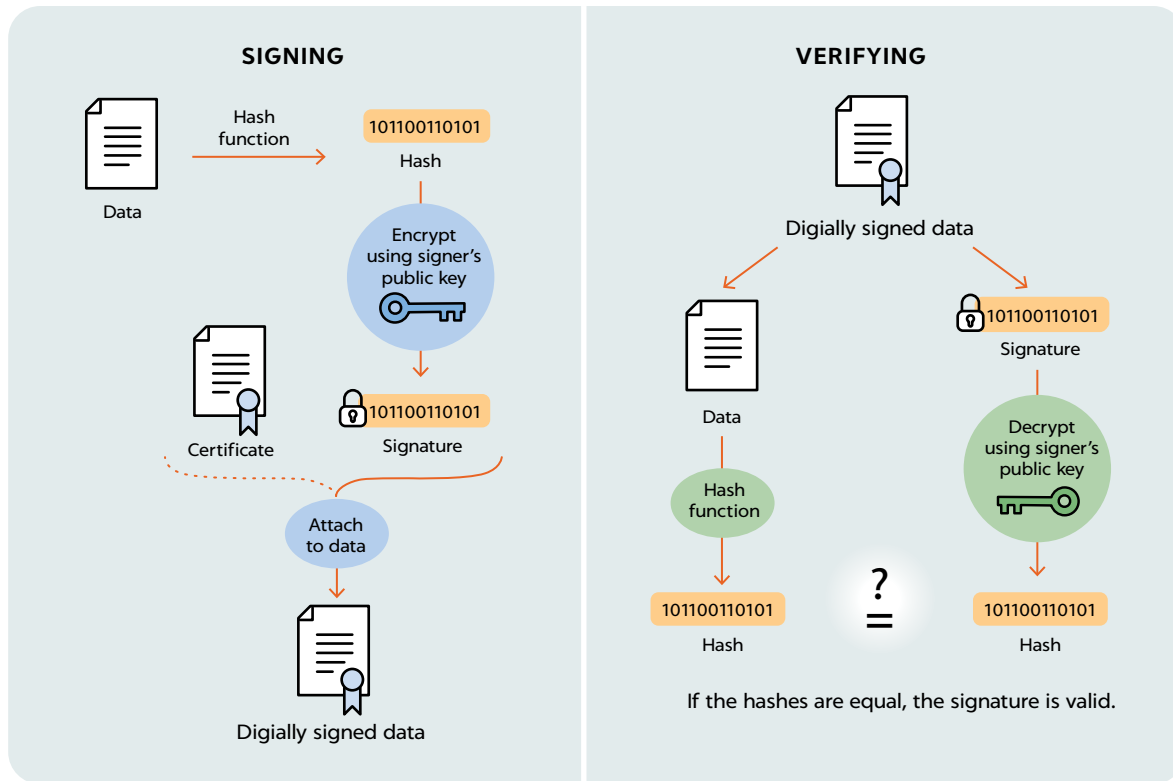 SIGNING
Hash
function
101100110101
Hash
Data
Encrypt
using signer's
public key
101100110101
Signature
Certificate
Attach
to data
Digially signed data
VERIFYING
Digially signed data
101100110101
Signature
Data
Decrypt
using signer's
public key
Hash
function
101100110101
Hash
?
=
101100110101
Hash
If the hashes are equal, the signature is valid.